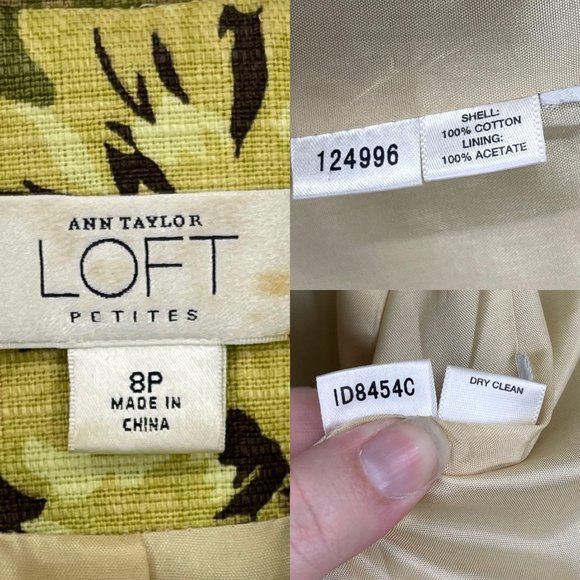 ANN TAYLOR
LOFT
PETITES
8P
MADE IN
CHINA
124996
SHELL:
100% COTTON
LINING:
100% ACETATE
ID8454C
DRY CLEAN